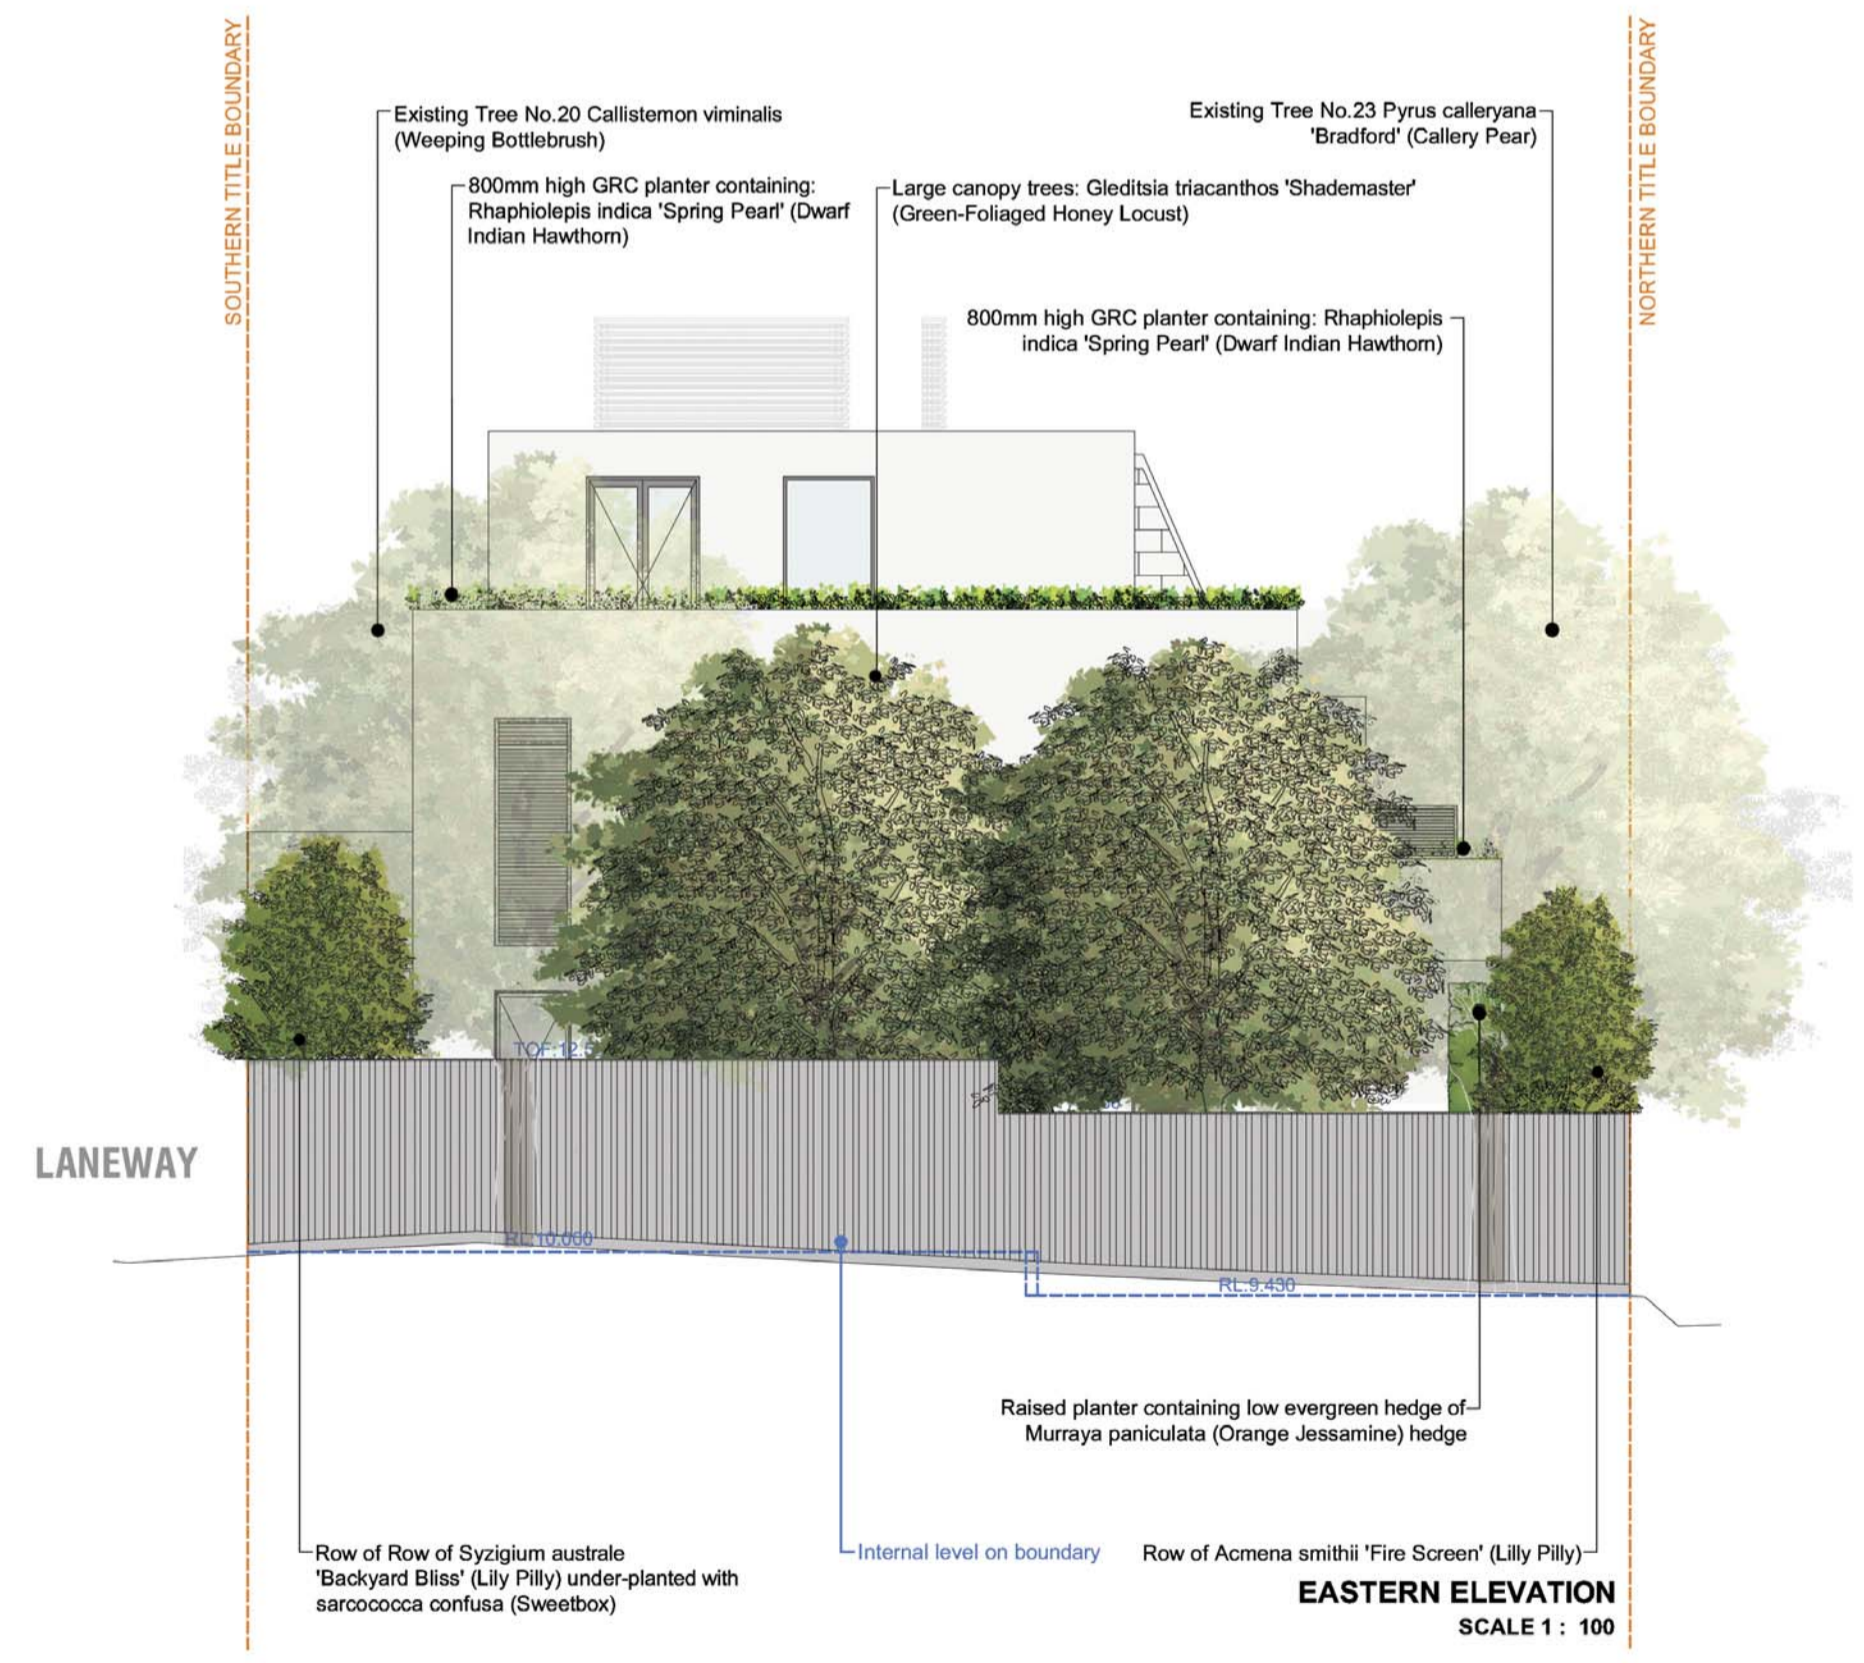 SOUTHERN TITLE BOUNDARY
NORTHERN TITLE BOUNDARY
Existing Tree No.20 Callistemon viminalis
(Weeping Bottlebrush)
Existing Tree No.23 Pyrus calleryana
'Bradford' (Callery Pear)
800mm high GRC planter containing:
Rhaphiolepis indica 'Spring Pearl' (Dwarf
Indian Hawthorn)
Large canopy trees: Gleditsia triacanthos 'Shademaster'
(Green-Foliaged Honey Locust)
800mm high GRC planter containing: Rhaphiolepis
indica 'Spring Pearl' (Dwarf Indian Hawthorn)
TOF:12.5
LANEWAY
RL:10.000
RL:9.430
Raised planter containing low evergreen hedge of
Murraya paniculata (Orange Jessamine) hedge
Row of Row of Syzigium australe
'Backyard Bliss' (Lily Pilly) under-planted with
sarcococca confusa (Sweetbox)
Internal level on boundary
Row of Acmena smithii 'Fire Screen' (Lilly Pilly)
EASTERN ELEVATION
SCALE 1 : 100